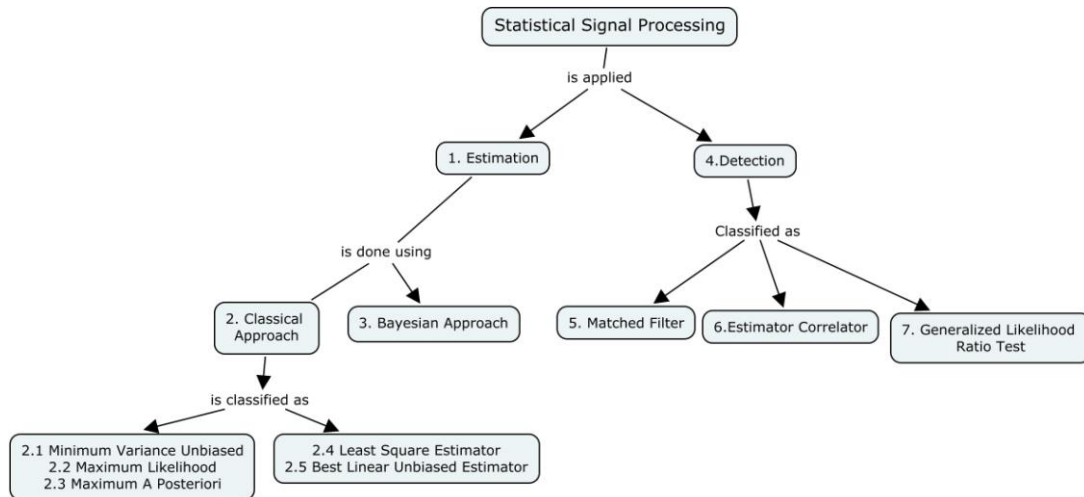 Statistical Signal Processing
is applied
1. Estimation
4.Detection
is done using
Classified as
2. Classical
Approach
3. Bayesian Approach
5. Matched Filter
6.Estimator Correlator
7. Generalized Likelihood
Ratio Test
is classified as
2.1 Minimum Variance Unbiased
2.2 Maximum Likelihood
2.3 Maximum A Posteriori
2.4 Least Square Estimator
2.5 Best Linear Unbiased Estimator